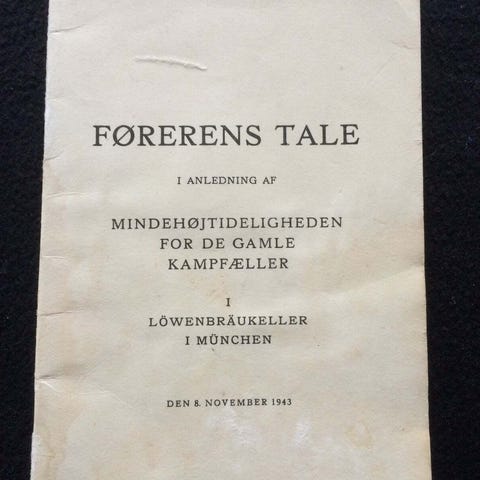 FØRERENS TALE
I ANLEDNING AF
MINDEHØJTIDELIGHEDEN
FOR DE GAMLE
KAMPFÆLLER
I
LÖWENBRÄUKELLER
I MÜNCHEN
DEN 8. NOVEMBER 1943